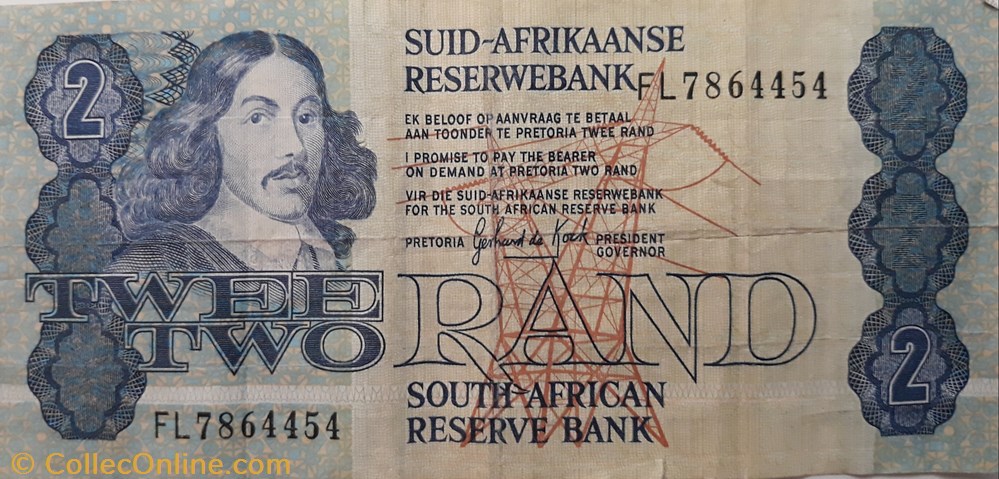 2
SUID-AFRIKAANSE
RESERWEBANK
FL7864454
EK BELOOF OP AANVRAAG TE BETAAL
AAN TOONDER TE PRETORIA TWEE RAND
I PROMISE TO PAY THE BEARER
ON DEMAND AT PRETORIA TWO RAND
VIR DIE SUID-AFRIKAANSE RESERWEBANK
FOR THE SOUTH AFRICAN RESERVE BANK
PRETORIA Gerhard de Kock PRESIDENT
GOVERNOR
TWEE
TWO
RAND
2
SOUTH-AFRICAN
RESERVE BANK
FL7864454
© CollecOnline.com